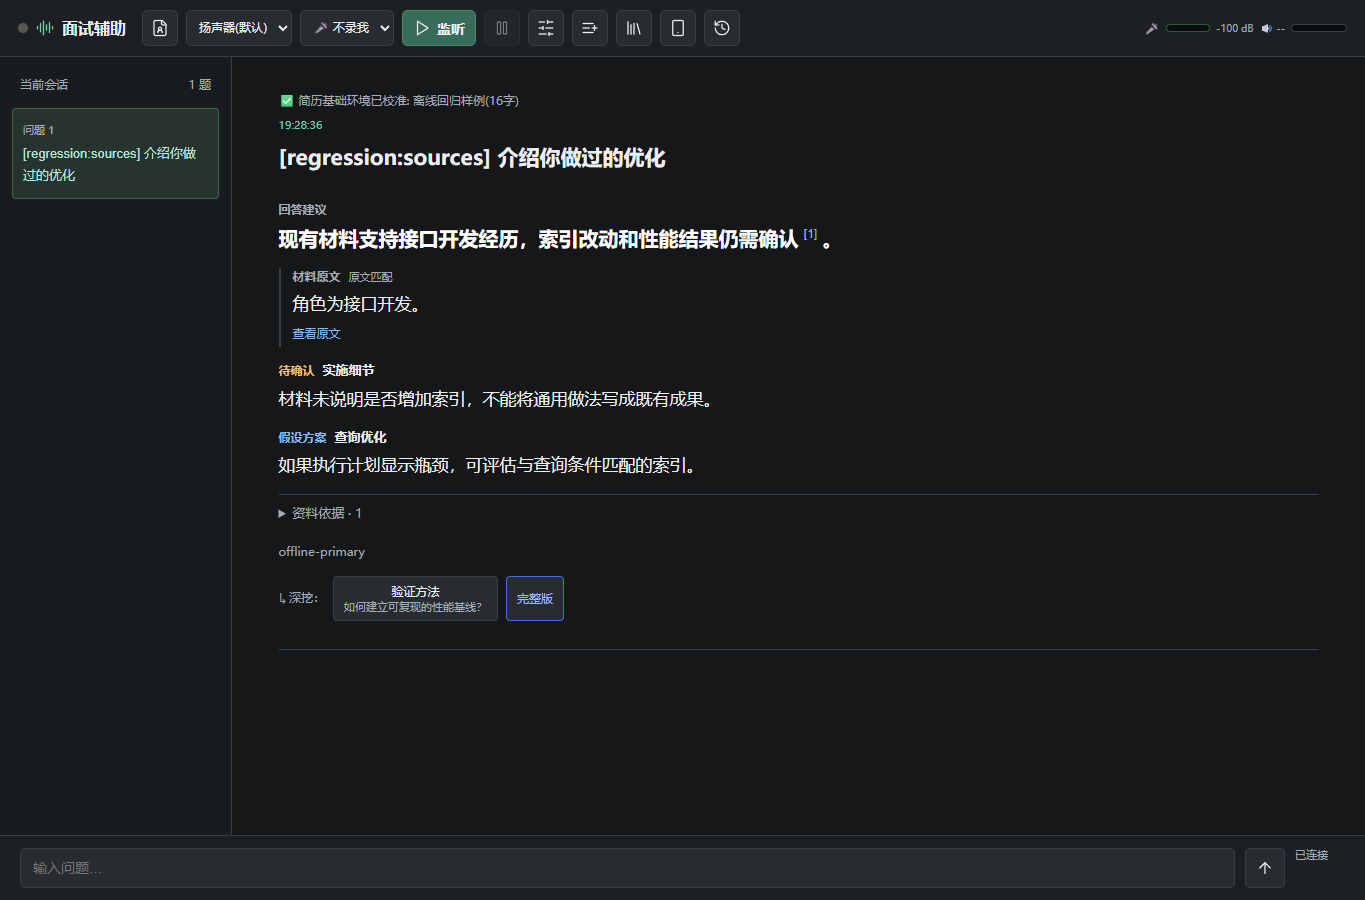 面试辅助
扬声器(默认)
不录我
监听
-100 dB
--
当前会话
1 题
问题 1
[regression:sources] 介绍你做
过的优化
简历基础环境已校准: 离线回归样例(16字)
19:28:36
[regression:sources] 介绍你做过的优化
回答建议
现有材料支持接口开发经历，索引改动和性能结果仍需确认 [1] 。
材料原文 原文匹配
角色为接口开发。
查看原文
待确认 实施细节
材料未说明是否增加索引，不能将通用做法写成既有成果。
假设方案 查询优化
如果执行计划显示瓶颈，可评估与查询条件匹配的索引。
▶ 资料依据 · 1
offline-primary
↳ 深挖:
验证方法
如何建立可复现的性能基线?
完整版
输入问题...
已连接